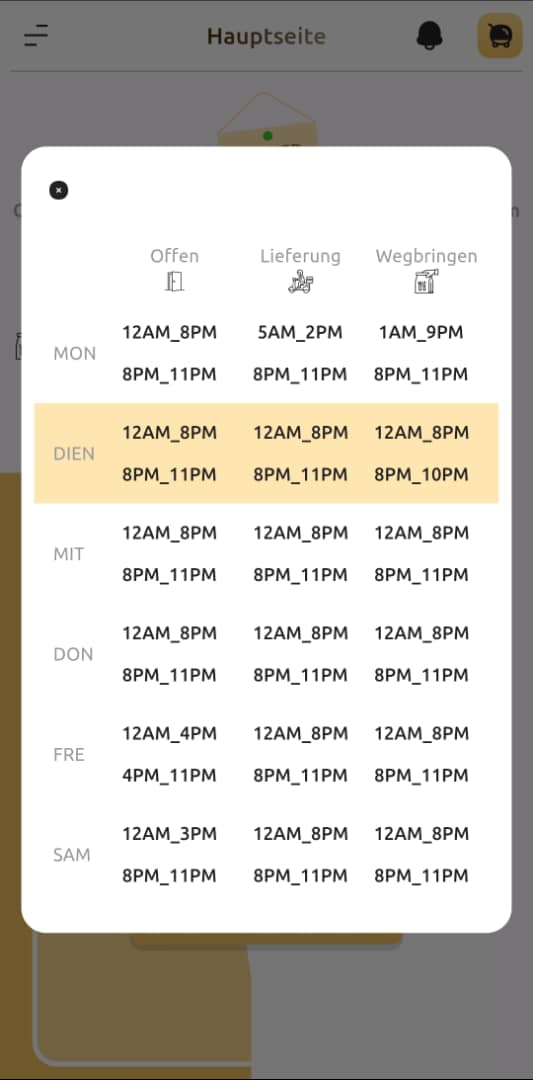 Hauptseite
Offen Lieferung Wegbringen
12AM_8PM 5AM_2PM 1AM_9PM
MON
8PM_11PM 8PM_11PM 8PM_11PM
12AM_8PM 12AM_8PM 12AM_8PM
DIEN
8PM_11PM 8PM_11PM 8PM_10PM
12AM_8PM 12AM_8PM 12AM_8PM
MIT
8PM_11PM 8PM_11PM 8PM_11PM
12AM_8PM 12AM_8PM 12AM_8PM
DON
8PM_11PM 8PM_11PM 8PM_11PM
12AM_4PM 12AM_8PM 12AM_8PM
FRE
4PM_11PM 8PM_11PM 8PM_11PM
12AM_3PM 12AM_8PM 12AM_8PM
SAM
8PM_11PM 8PM_11PM 8PM_11PM